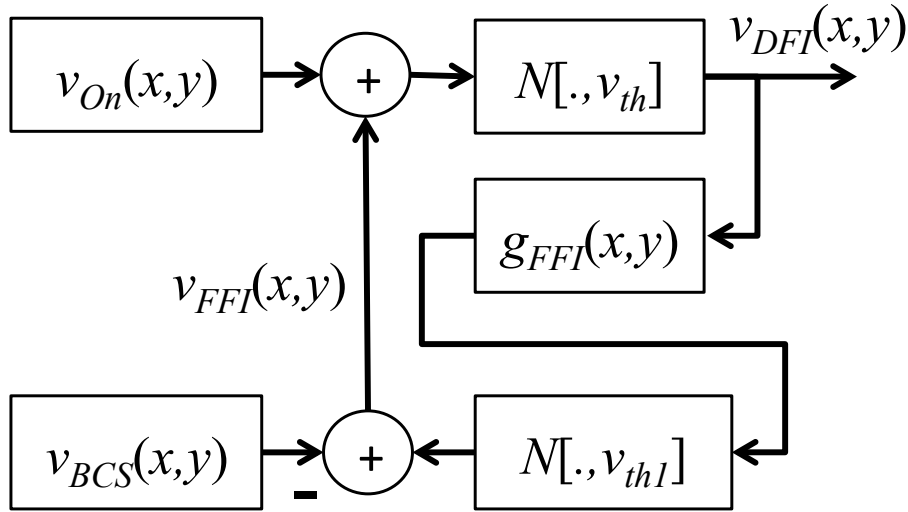 v_On(x,y)
+
N[.,v_th]
v_DFI(x,y)
g_FFI(x,y)
v_FFI(x,y)
v_BCS(x,y)
–
+
N[.,v_th1]